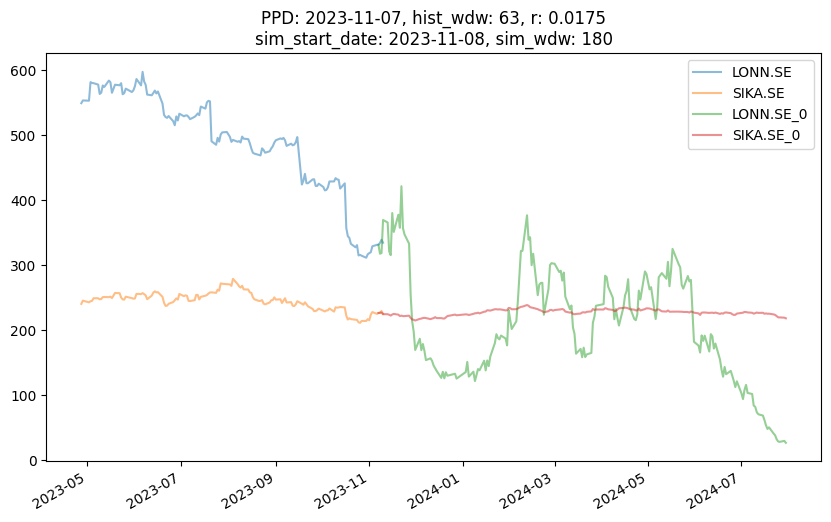 PPD: 2023-11-07, hist_wdw: 63, r: 0.0175
sim_start_date: 2023-11-08, sim_wdw: 180
LONN.SE
SIKA.SE
LONN.SE_0
SIKA.SE_0
600
500
400
300
200
100
0
2023-05
2023-07
2023-09
2023-11
2024-01
2024-03
2024-05
2024-07